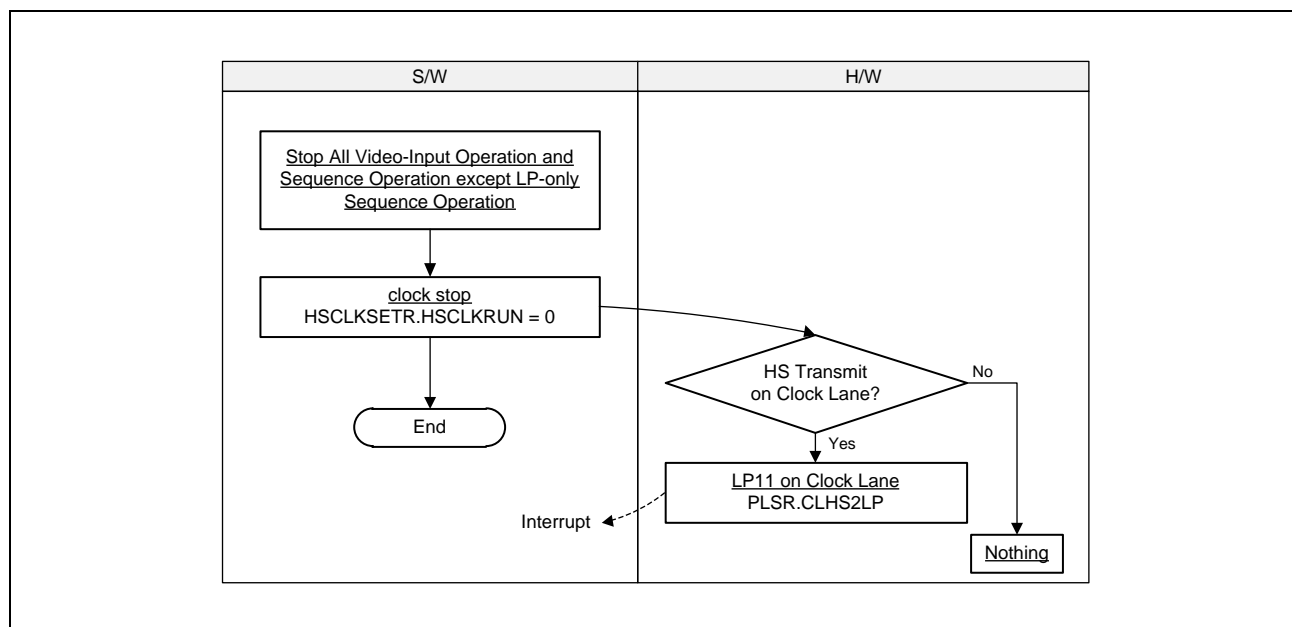 S/W
H/W
Stop All Video-Input Operation and
Sequence Operation except LP-only
Sequence Operation
clock stop
HSCLKSETR.HSCLKRUN = 0
HS Transmit
on Clock Lane?
No
End
Yes
LP11 on Clock Lane
PLSR.CLHS2LP
Interrupt
Nothing